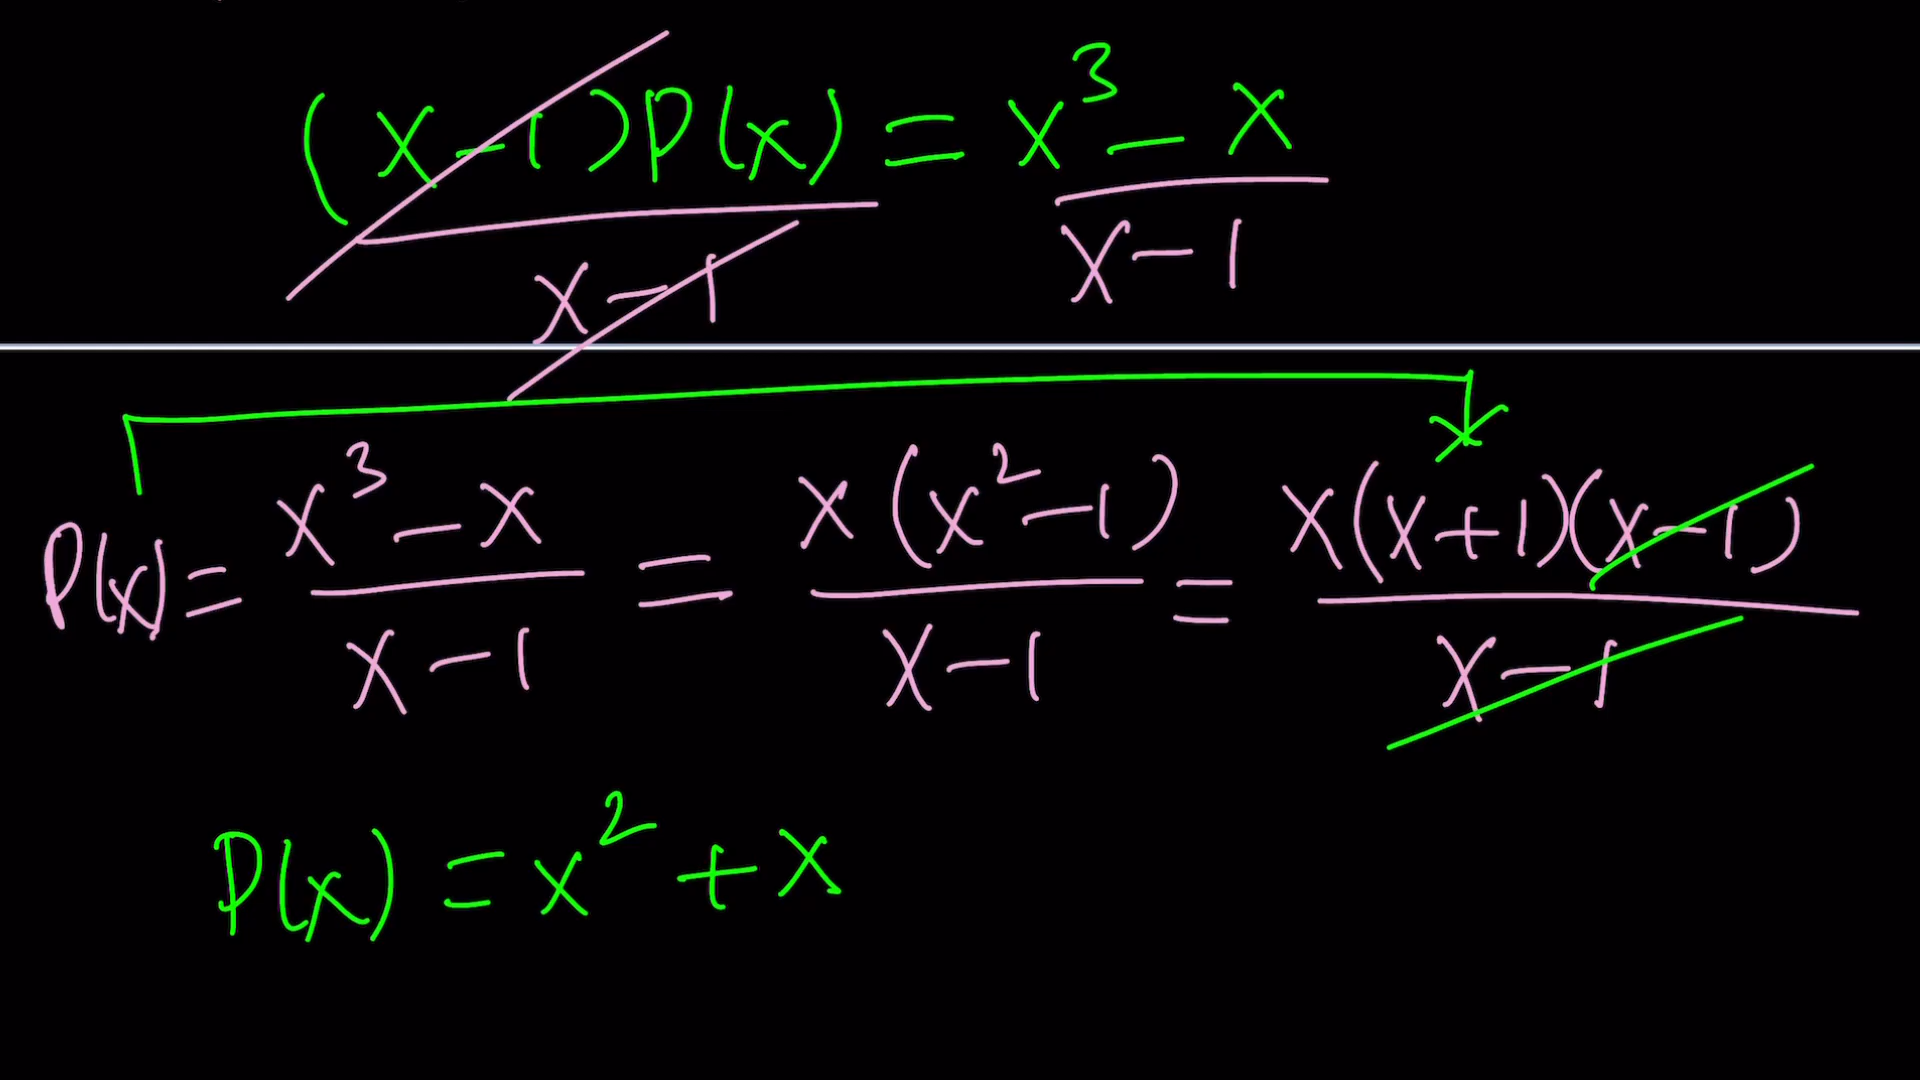 (x-1)P(x) = x³ - x
x-1 x-1
P(x) = x³-x / x-1 = x(x²-1) / x-1 = x(x+1)(x-1) / x-1
P(x) = x² + x